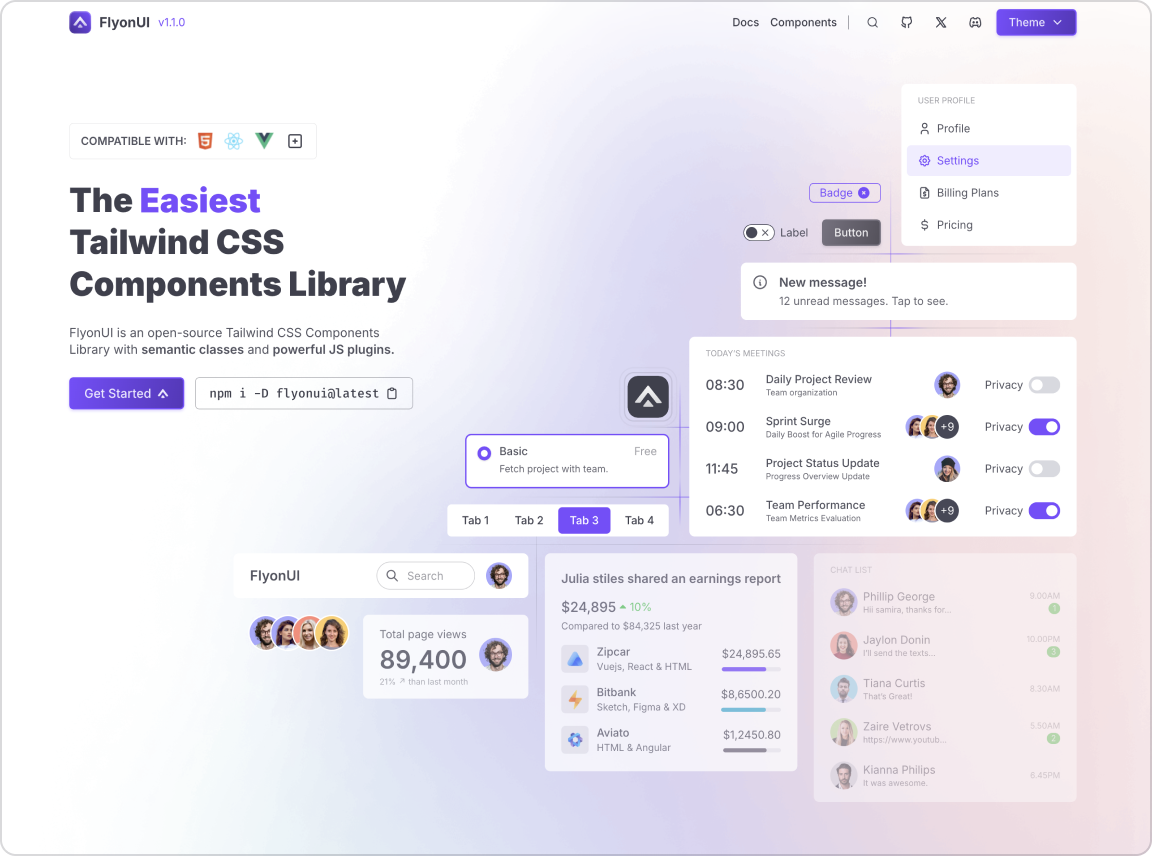 FlyonUI v1.1.0
Docs Components
Theme
COMPATIBLE WITH:
The Easiest
Tailwind CSS
Components Library
FlyonUI is an open-source Tailwind CSS Components
Library with semantic classes and powerful JS plugins.
Get Started
npm i -D flyonui@latest
USER PROFILE
Profile
Settings
Billing Plans
Pricing
Badge
Label
Button
New message!
12 unread messages. Tap to see.
TODAY'S MEETINGS
08:30
Daily Project Review
Team organization
Privacy
09:00
Sprint Surge
Daily Boost for Agile Progress
+9
Privacy
11:45
Project Status Update
Progress Overview Update
Privacy
06:30
Team Performance
Team Metrics Evaluation
+9
Privacy
Basic
Free
Fetch project with team.
Tab 1
Tab 2
Tab 3
Tab 4
FlyonUI
Search
Total page views
89,400
21% ↗ than last month
Julia stiles shared an earnings report
$24,895 10%
Compared to $84,325 last year
Zipcar
Vuejs, React & HTML
$24,895.65
Bitbank
Sketch, Figma & XD
$8,6500.20
Aviato
HTML & Angular
$1,2450.80
CHAT LIST
Phillip George
Hii samira, thanks for...
9.00AM
1
Jaylon Donin
I'll send the texts...
10.00PM
3
Tiana Curtis
That's Great!
8.30AM
Zaire Vetrovs
https://www.youtub...
5.50AM
2
Kianna Philips
It was awesome.
6.45PM